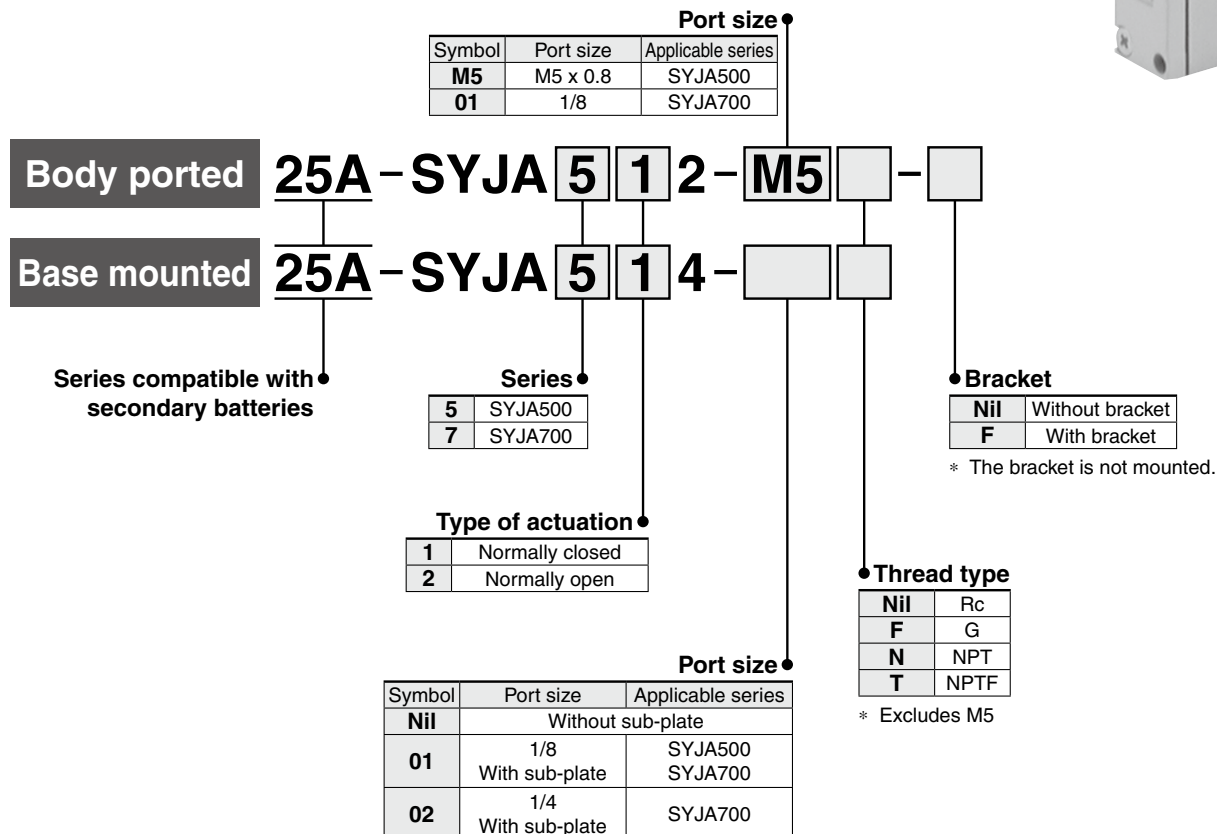 Port size
Symbol Port size Applicable series
M5 M5 x 0.8 SYJA500
01 1/8 SYJA700
Body ported 25A-SYJA 5 1 2-M5 -
Base mounted 25A-SYJA 5 1 4-
Series compatible with
secondary batteries
Series
5 SYJA500
7 SYJA700
Bracket
Nil Without bracket
F With bracket
* The bracket is not mounted.
Type of actuation
1 Normally closed
2 Normally open
Thread type
Nil Rc
F G
N NPT
T NPTF
* Excludes M5
Port size
Symbol Port size Applicable series
Nil Without sub-plate
01 1/8 SYJA500
With sub-plate SYJA700
02 1/4 SYJA700
With sub-plate